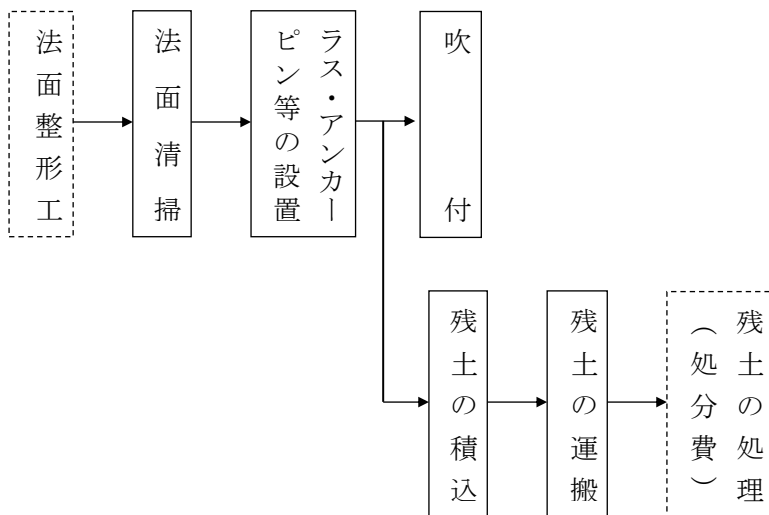 法面整形工
法面清掃
ラス・アンカー
ピン等の設置
吹付
残土の積込
残土の運搬
残土の処理
（処分費）